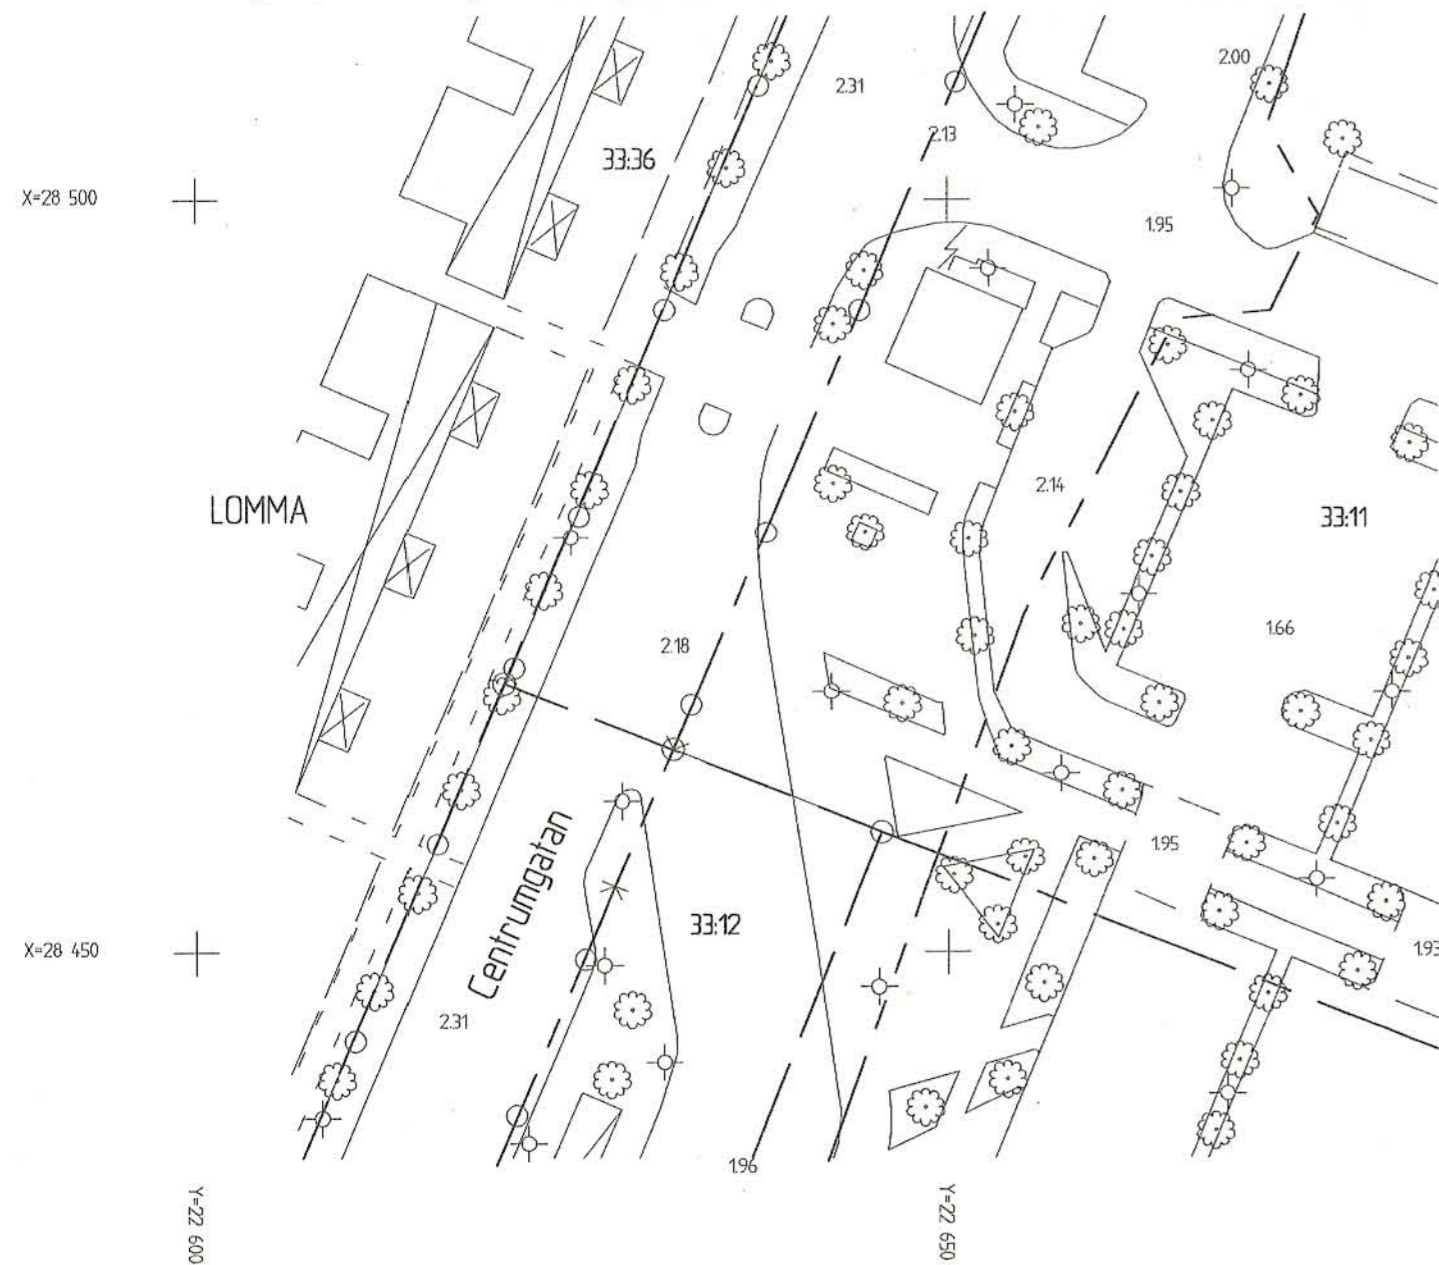 2.00
2.31
2.13
33:36
X=28 500
1.95
2.14
LOMMA
33:11
1.66
2.18
1.95
Centrumgatan
33:12
X=28 450
1.93
2.31
1.96
Y=22 600
Y=22 650